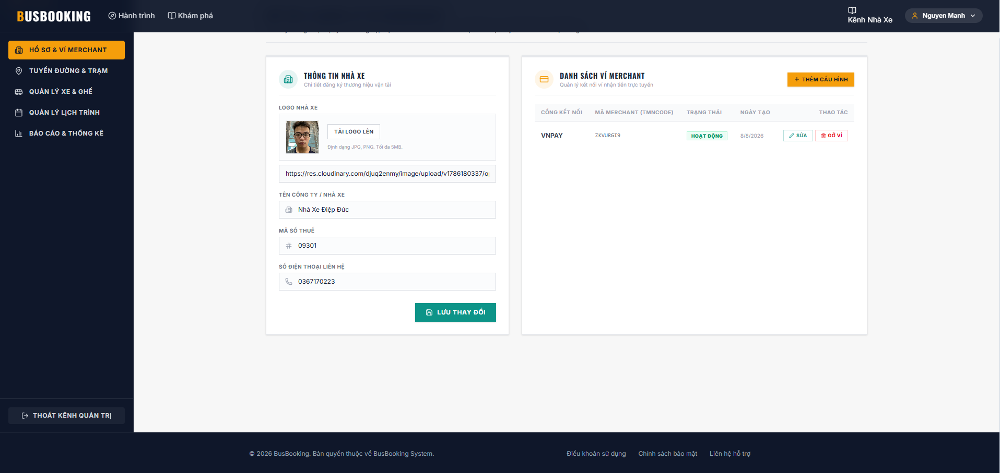 BUSBOOKING
Hành trình
Khám phá
Kênh Nhà Xe
Nguyen Manh
HỒ SƠ & VÍ MERCHANT
TUYẾN ĐƯỜNG & TRẠM
QUẢN LÝ XE & GHẾ
QUẢN LÝ LỊCH TRÌNH
BÁO CÁO & THỐNG KÊ
THOÁT KÊNH QUẢN TRỊ
THÔNG TIN NHÀ XE
Chi tiết đăng ký thương hiệu vận tải
LOGO NHÀ XE
TẢI LOGO LÊN
Định dạng JPG, PNG. Tối đa 5MB.
https://res.cloudinary.com/djuq2enmy/image/upload/v1786180337/o
TÊN CÔNG TY / NHÀ XE
Nhà Xe Điệp Đức
MÃ SỐ THUẾ
09301
SỐ ĐIỆN THOẠI LIÊN HỆ
0367170223
LƯU THAY ĐỔI
DANH SÁCH VÍ MERCHANT
Quản lý kết nối ví nhận tiền trực tuyến
+ THÊM CẤU HÌNH
CỔNG KẾT NỐI MÃ MERCHANT (TMNCODE) TRẠNG THÁI NGÀY TẠO THAO TÁC
VNPAY ZKVURGI9 HOẠT ĐỘNG 8/8/2026 SỬA GỠ VÍ
© 2026 BusBooking. Bản quyền thuộc về BusBooking System.
Điều khoản sử dụng
Chính sách bảo mật
Liên hệ hỗ trợ